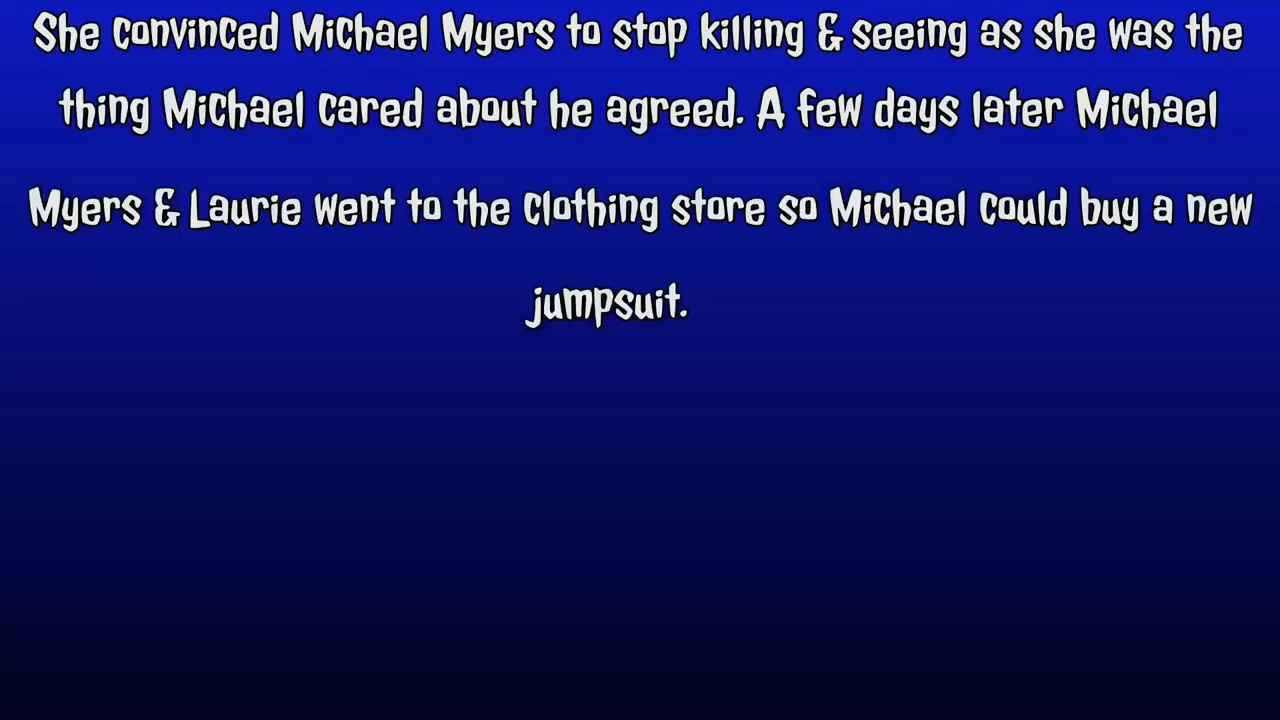 She convinced Michael Myers to stop killing & seeing as she was the
thing Michael cared about he agreed. A few days later Michael
Myers & Laurie went to the clothing store so Michael could buy a new
jumpsuit.